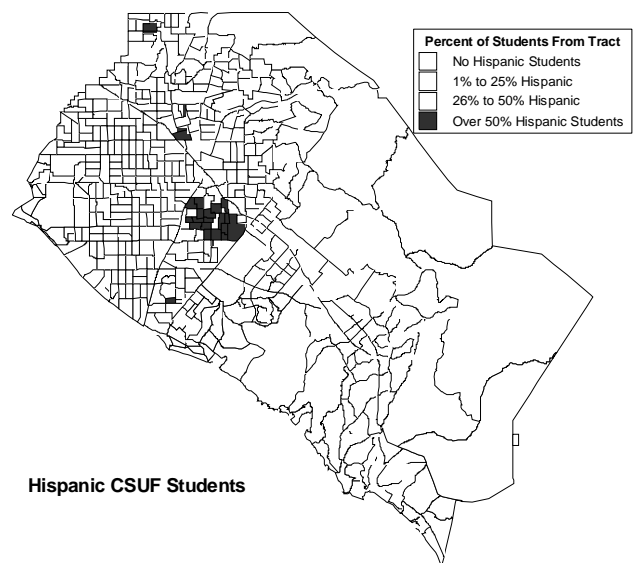 Percent of Students From Tract
No Hispanic Students
1% to 25% Hispanic
26% to 50% Hispanic
Over 50% Hispanic Students
Hispanic CSUF Students